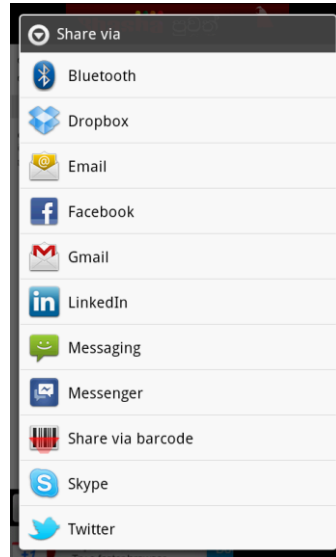 Share via
Bluetooth
Dropbox
Email
Facebook
Gmail
LinkedIn
Messaging
Messenger
Share via barcode
Skype
Twitter